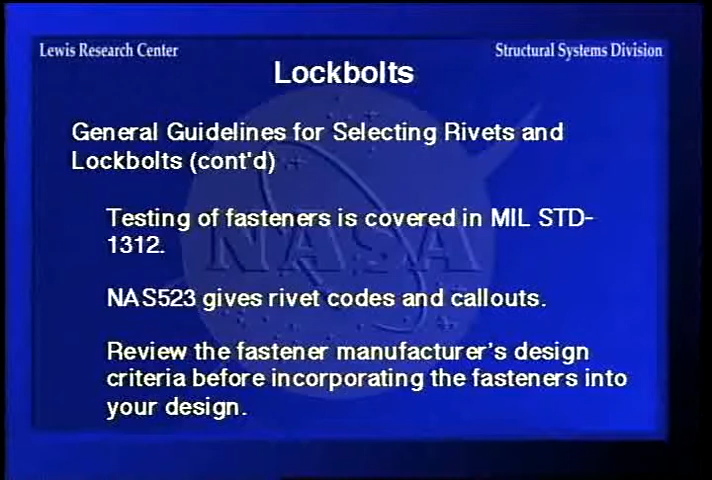 Lewis Research Center
Structural Systems Division
Lockbolts
General Guidelines for Selecting Rivets and
Lockbolts (cont'd)
Testing of fasteners is covered in MIL STD-
1312.
NAS523 gives rivet codes and callouts.
Review the fastener manufacturer's design
criteria before incorporating the fasteners into
your design.
NASA